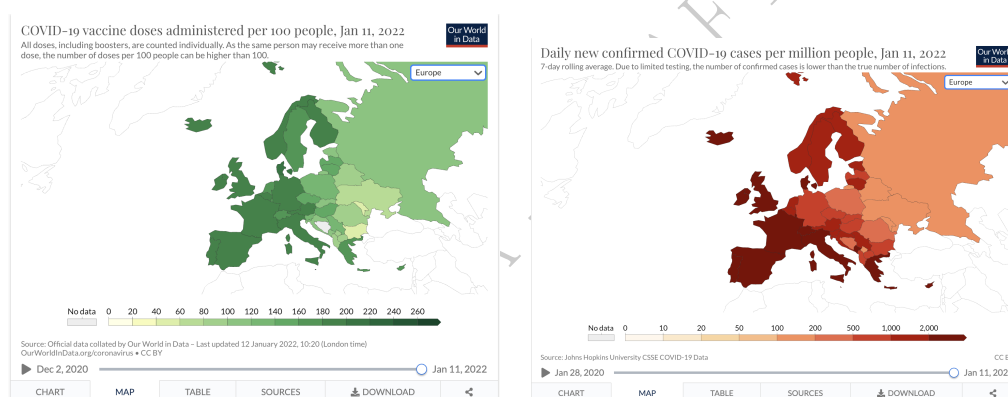 COVID-19 vaccine doses administered per 100 people, Jan 11, 2022
All doses, including boosters, are counted individually. As the same person may receive more than one
dose, the number of doses per 100 people can be higher than 100.
Our World
in Data
Europe
No data 0 20 40 60 80 100 120 140 160 180 200 220 240 260
Source: Official data collated by Our World in Data – Last updated 12 January 2022, 10:20 (London time)
OurWorldInData.org/coronavirus • CC BY
Dec 2, 2020 Jan 11, 2022
CHART MAP TABLE SOURCES DOWNLOAD
Daily new confirmed COVID-19 cases per million people, Jan 11, 2022
7-day rolling average. Due to limited testing, the number of confirmed cases is lower than the true number of infections.
Our Worl
in Data
Europe
No data 0 10 20 50 100 200 500 1,000 2,000
Source: Johns Hopkins University CSSE COVID-19 Data CC B
Jan 28, 2020 Jan 11, 202
CHART MAP TABLE SOURCES DOWNLOAD